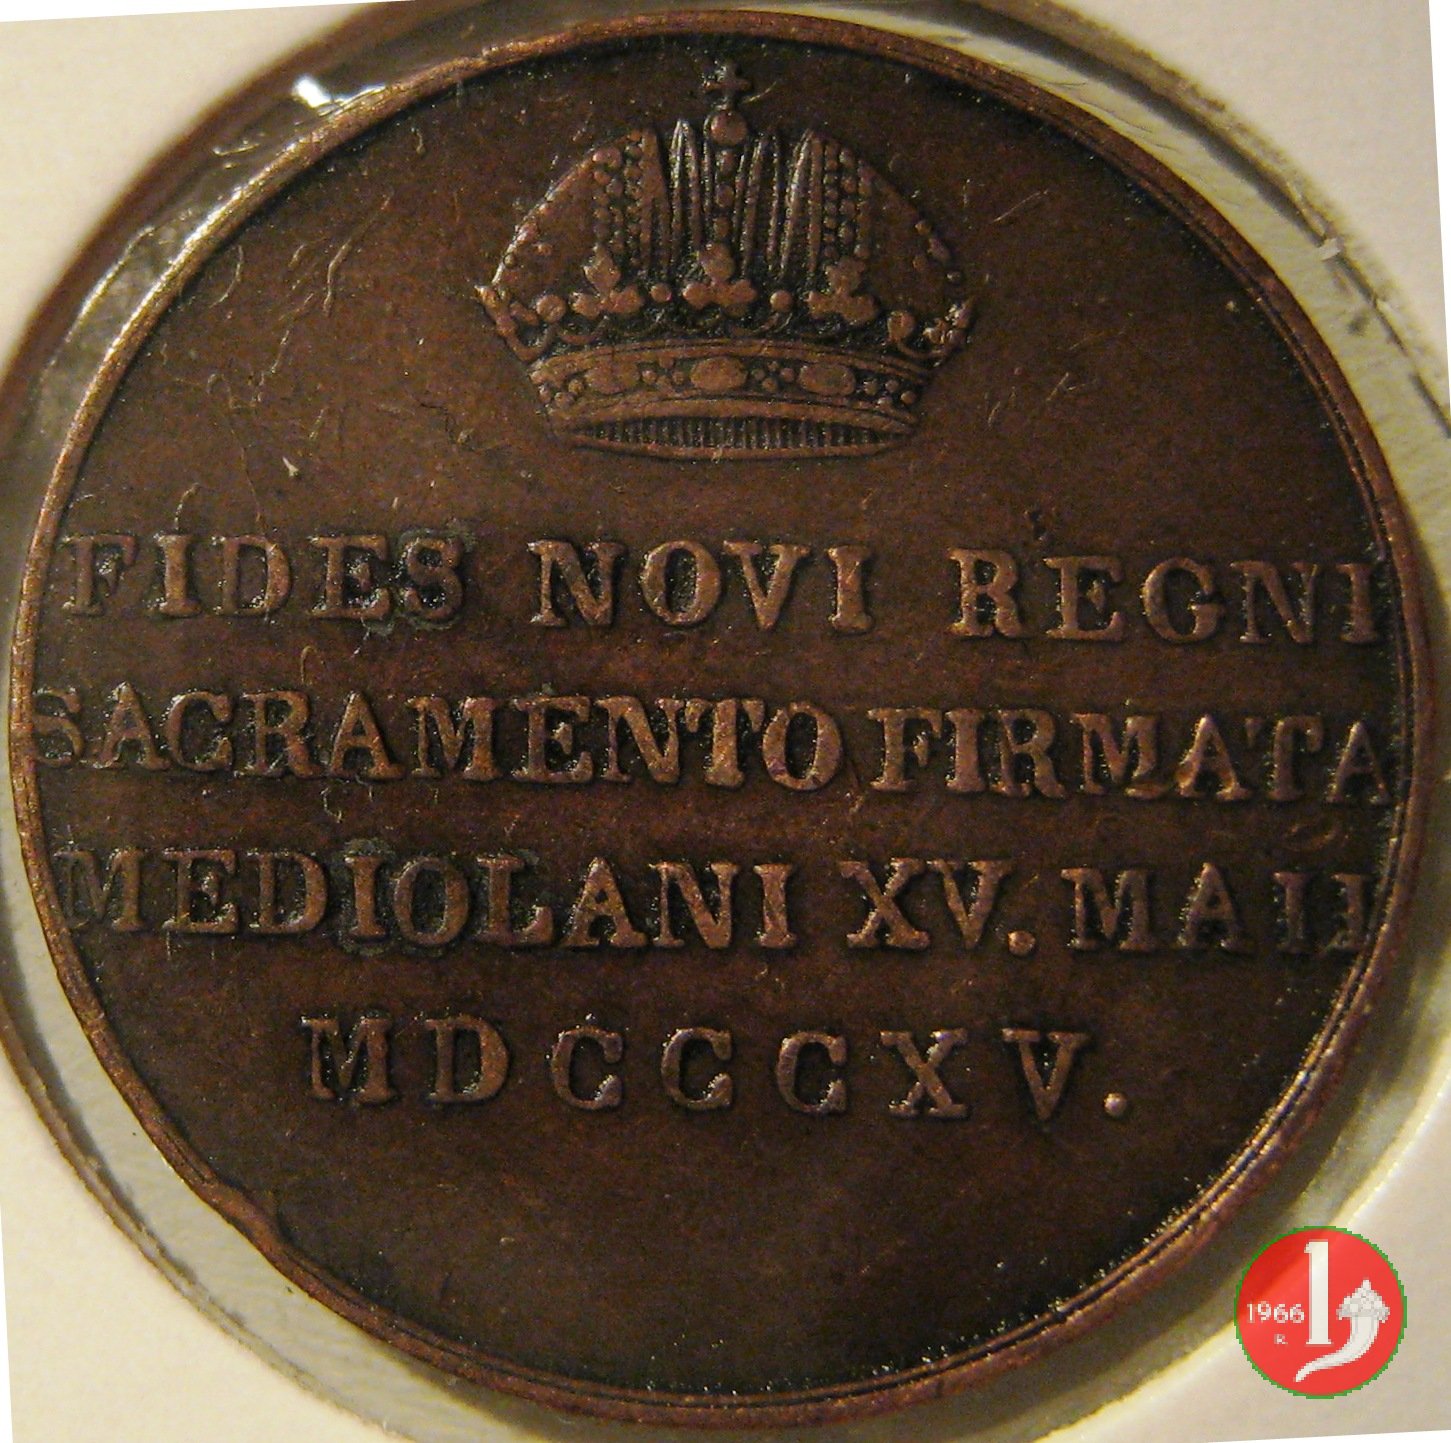 FIDES NOVI REGNI
SACRAMENTO FIRMATA
MEDIOLANI XV. MAII
MDCCCXV.
1966
R